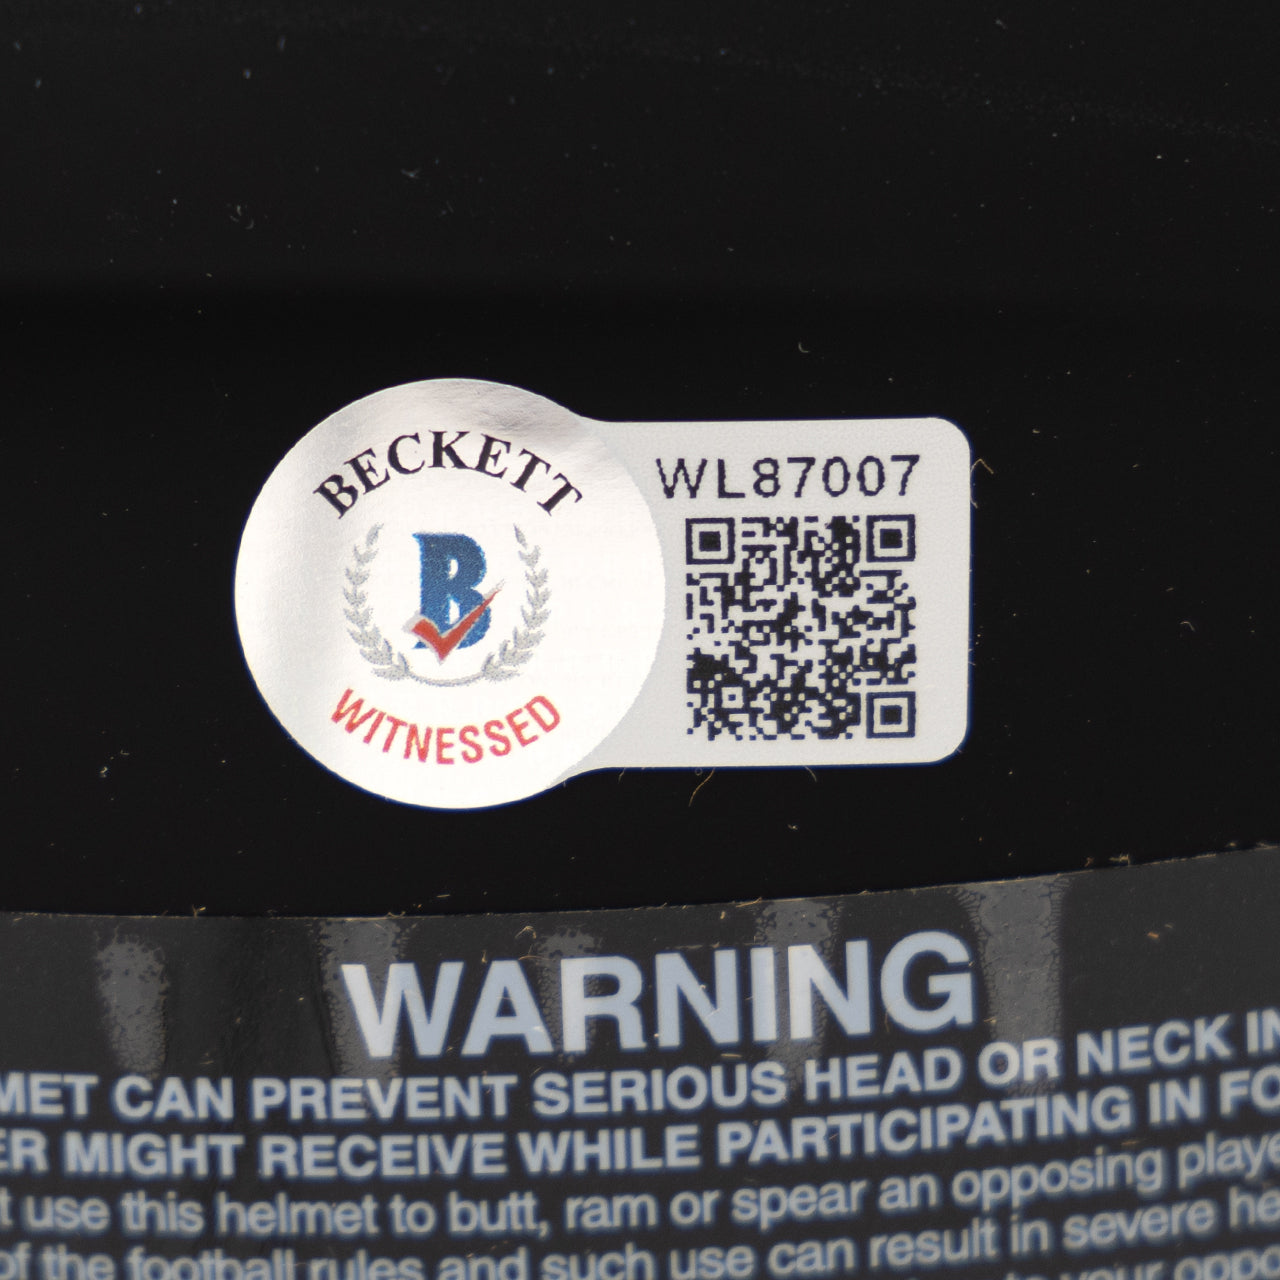 BECKETT
B
WITNESSED
WL87007
WARNING
MET CAN PREVENT SERIOUS HEAD OR NECK IN
ER MIGHT RECEIVE WHILE PARTICIPATING IN FO
t use this helmet to butt, ram or spear an opposing playe
of the football rules and such use can result in severe he
your oppo